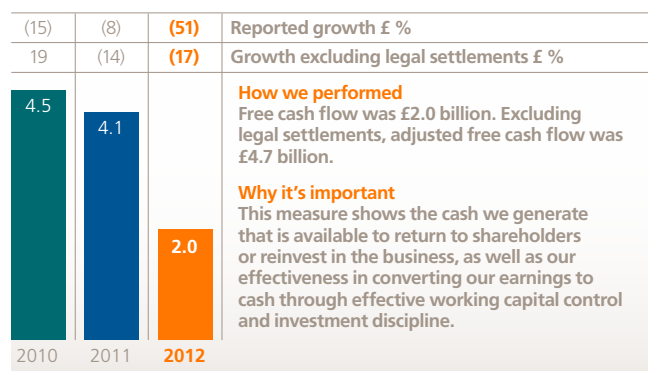 (15) (8) (51) Reported growth £ %
19 (14) (17) Growth excluding legal settlements £ %
4.5
4.1
2.0
How we performed
Free cash flow was £2.0 billion. Excluding
legal settlements, adjusted free cash flow was
£4.7 billion.
Why it’s important
This measure shows the cash we generate
that is available to return to shareholders
or reinvest in the business, as well as our
effectiveness in converting our earnings to
cash through effective working capital control
and investment discipline.
2010 2011 2012